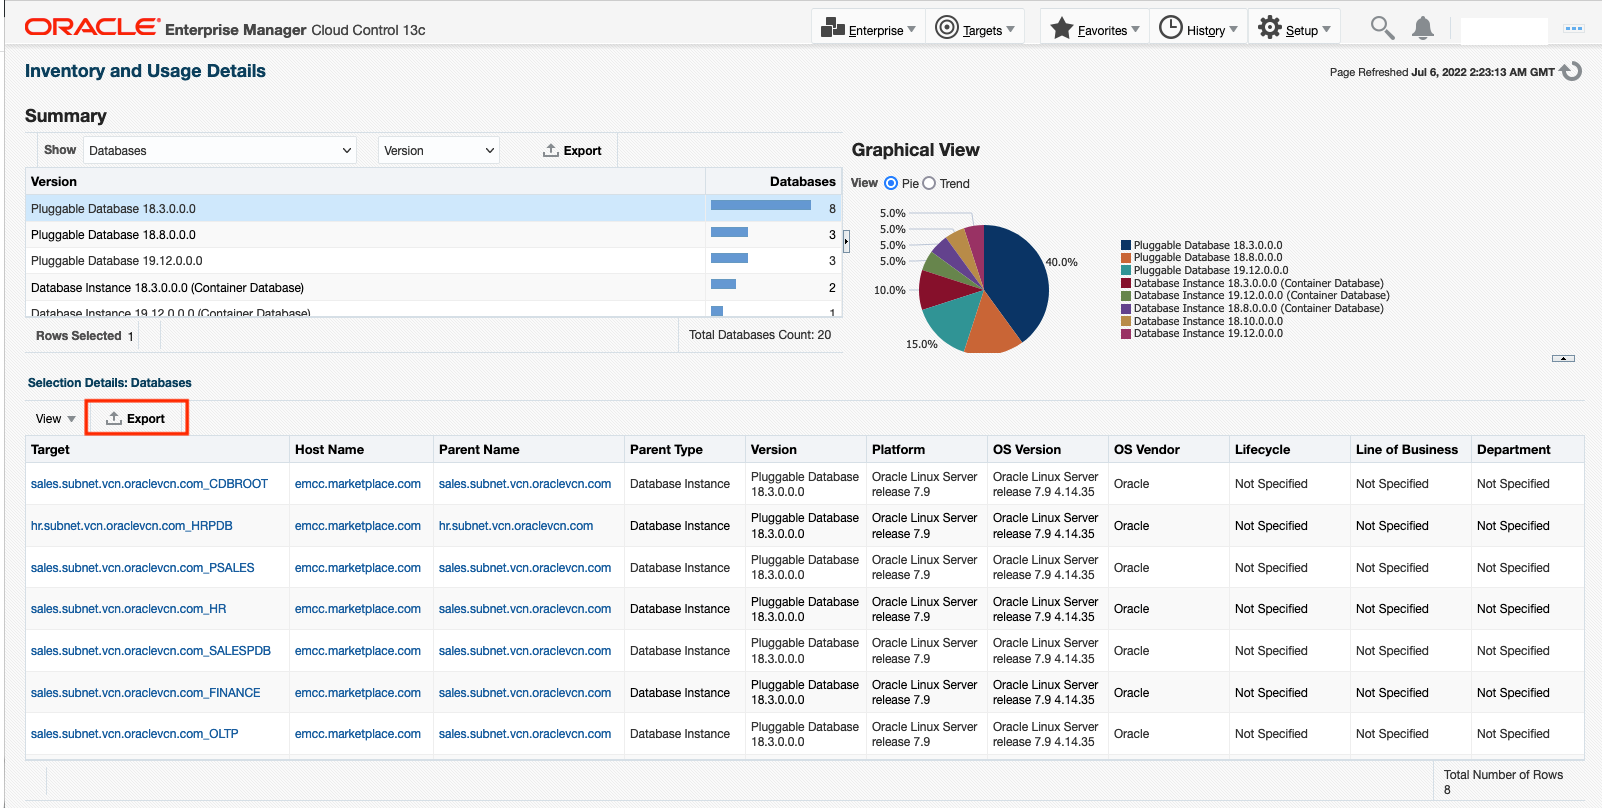 ORACLE® Enterprise Manager Cloud Control 13c
Enterprise
Targets
Favorites
History
Setup
Inventory and Usage Details
Page Refreshed Jul 6, 2022 2:23:13 AM GMT
Summary
Show Databases Version Export
Version Databases
Pluggable Database 18.3.0.0.0 8
Pluggable Database 18.8.0.0.0 3
Pluggable Database 19.12.0.0.0 3
Database Instance 18.3.0.0.0 (Container Database) 2
Database Instance 19.12.0.0.0 (Container Database) 1
Rows Selected 1 Total Databases Count: 20
Graphical View
View Pie Trend
5.0%
5.0%
5.0%
5.0%
40.0%
10.0%
15.0%
Pluggable Database 18.3.0.0.0
Pluggable Database 18.8.0.0.0
Pluggable Database 19.12.0.0.0
Database Instance 18.3.0.0.0 (Container Database)
Database Instance 19.12.0.0.0 (Container Database)
Database Instance 18.8.0.0.0 (Container Database)
Database Instance 18.10.0.0.0
Database Instance 19.12.0.0.0
Selection Details: Databases
View Export
Target Host Name Parent Name Parent Type Version Platform OS Version OS Vendor Lifecycle Line of Business Department
sales.subnet.vcn.oraclevcn.com_CDBROOT emcc.marketplace.com sales.subnet.vcn.oraclevcn.com Database Instance Pluggable Database 18.3.0.0.0 Oracle Linux Server release 7.9 Oracle Linux Server release 7.9 4.14.35 Oracle Not Specified Not Specified Not Specified
hr.subnet.vcn.oraclevcn.com_HRPDB emcc.marketplace.com hr.subnet.vcn.oraclevcn.com Database Instance Pluggable Database 18.3.0.0.0 Oracle Linux Server release 7.9 Oracle Linux Server release 7.9 4.14.35 Oracle Not Specified Not Specified Not Specified
sales.subnet.vcn.oraclevcn.com_PSALES emcc.marketplace.com sales.subnet.vcn.oraclevcn.com Database Instance Pluggable Database 18.3.0.0.0 Oracle Linux Server release 7.9 Oracle Linux Server release 7.9 4.14.35 Oracle Not Specified Not Specified Not Specified
sales.subnet.vcn.oraclevcn.com_HR emcc.marketplace.com sales.subnet.vcn.oraclevcn.com Database Instance Pluggable Database 18.3.0.0.0 Oracle Linux Server release 7.9 Oracle Linux Server release 7.9 4.14.35 Oracle Not Specified Not Specified Not Specified
sales.subnet.vcn.oraclevcn.com_SALESPDB emcc.marketplace.com sales.subnet.vcn.oraclevcn.com Database Instance Pluggable Database 18.3.0.0.0 Oracle Linux Server release 7.9 Oracle Linux Server release 7.9 4.14.35 Oracle Not Specified Not Specified Not Specified
sales.subnet.vcn.oraclevcn.com_FINANCE emcc.marketplace.com sales.subnet.vcn.oraclevcn.com Database Instance Pluggable Database 18.3.0.0.0 Oracle Linux Server release 7.9 Oracle Linux Server release 7.9 4.14.35 Oracle Not Specified Not Specified Not Specified
sales.subnet.vcn.oraclevcn.com_OLTP emcc.marketplace.com sales.subnet.vcn.oraclevcn.com Database Instance Pluggable Database 18.3.0.0.0 Oracle Linux Server release 7.9 Oracle Linux Server release 7.9 4.14.35 Oracle Not Specified Not Specified Not Specified
Total Number of Rows
8